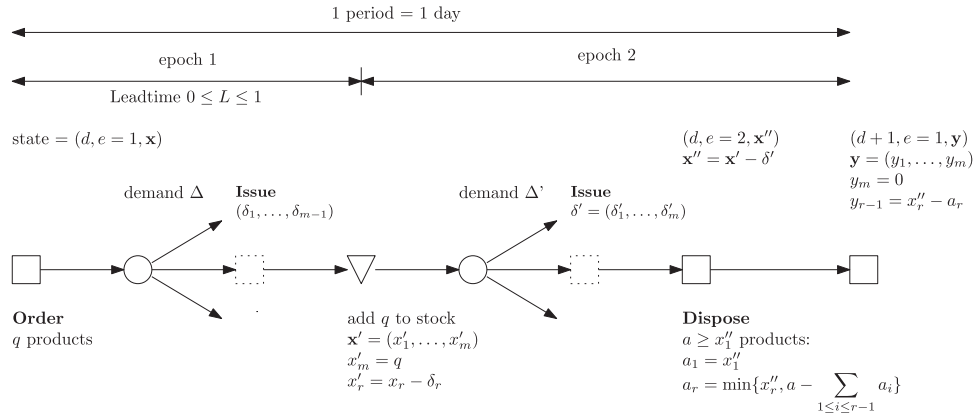 1 period = 1 day
epoch 1
epoch 2
Leadtime 0 ≤ L ≤ 1
state = (d, e = 1, x)
(d, e = 2, x″)
x″ = x′ − δ′
(d + 1, e = 1, y)
y = (y₁, . . . , yₘ)
yₘ = 0
yᵣ₋₁ = x″ᵣ − aᵣ
demand Δ
Issue
(δ₁, . . . , δₘ₋₁)
demand Δ'
Issue
δ′ = (δ′₁, . . . , δ′ₘ)
Order
q products
add q to stock
x′ = (x′₁, . . . , x′ₘ)
x′ₘ = q
x′ᵣ = xᵣ − δᵣ
Dispose
a ≥ x″₁ products:
a₁ = x″₁
aᵣ = min{x″ᵣ, a − ∑ aᵢ}
1≤i≤r−1